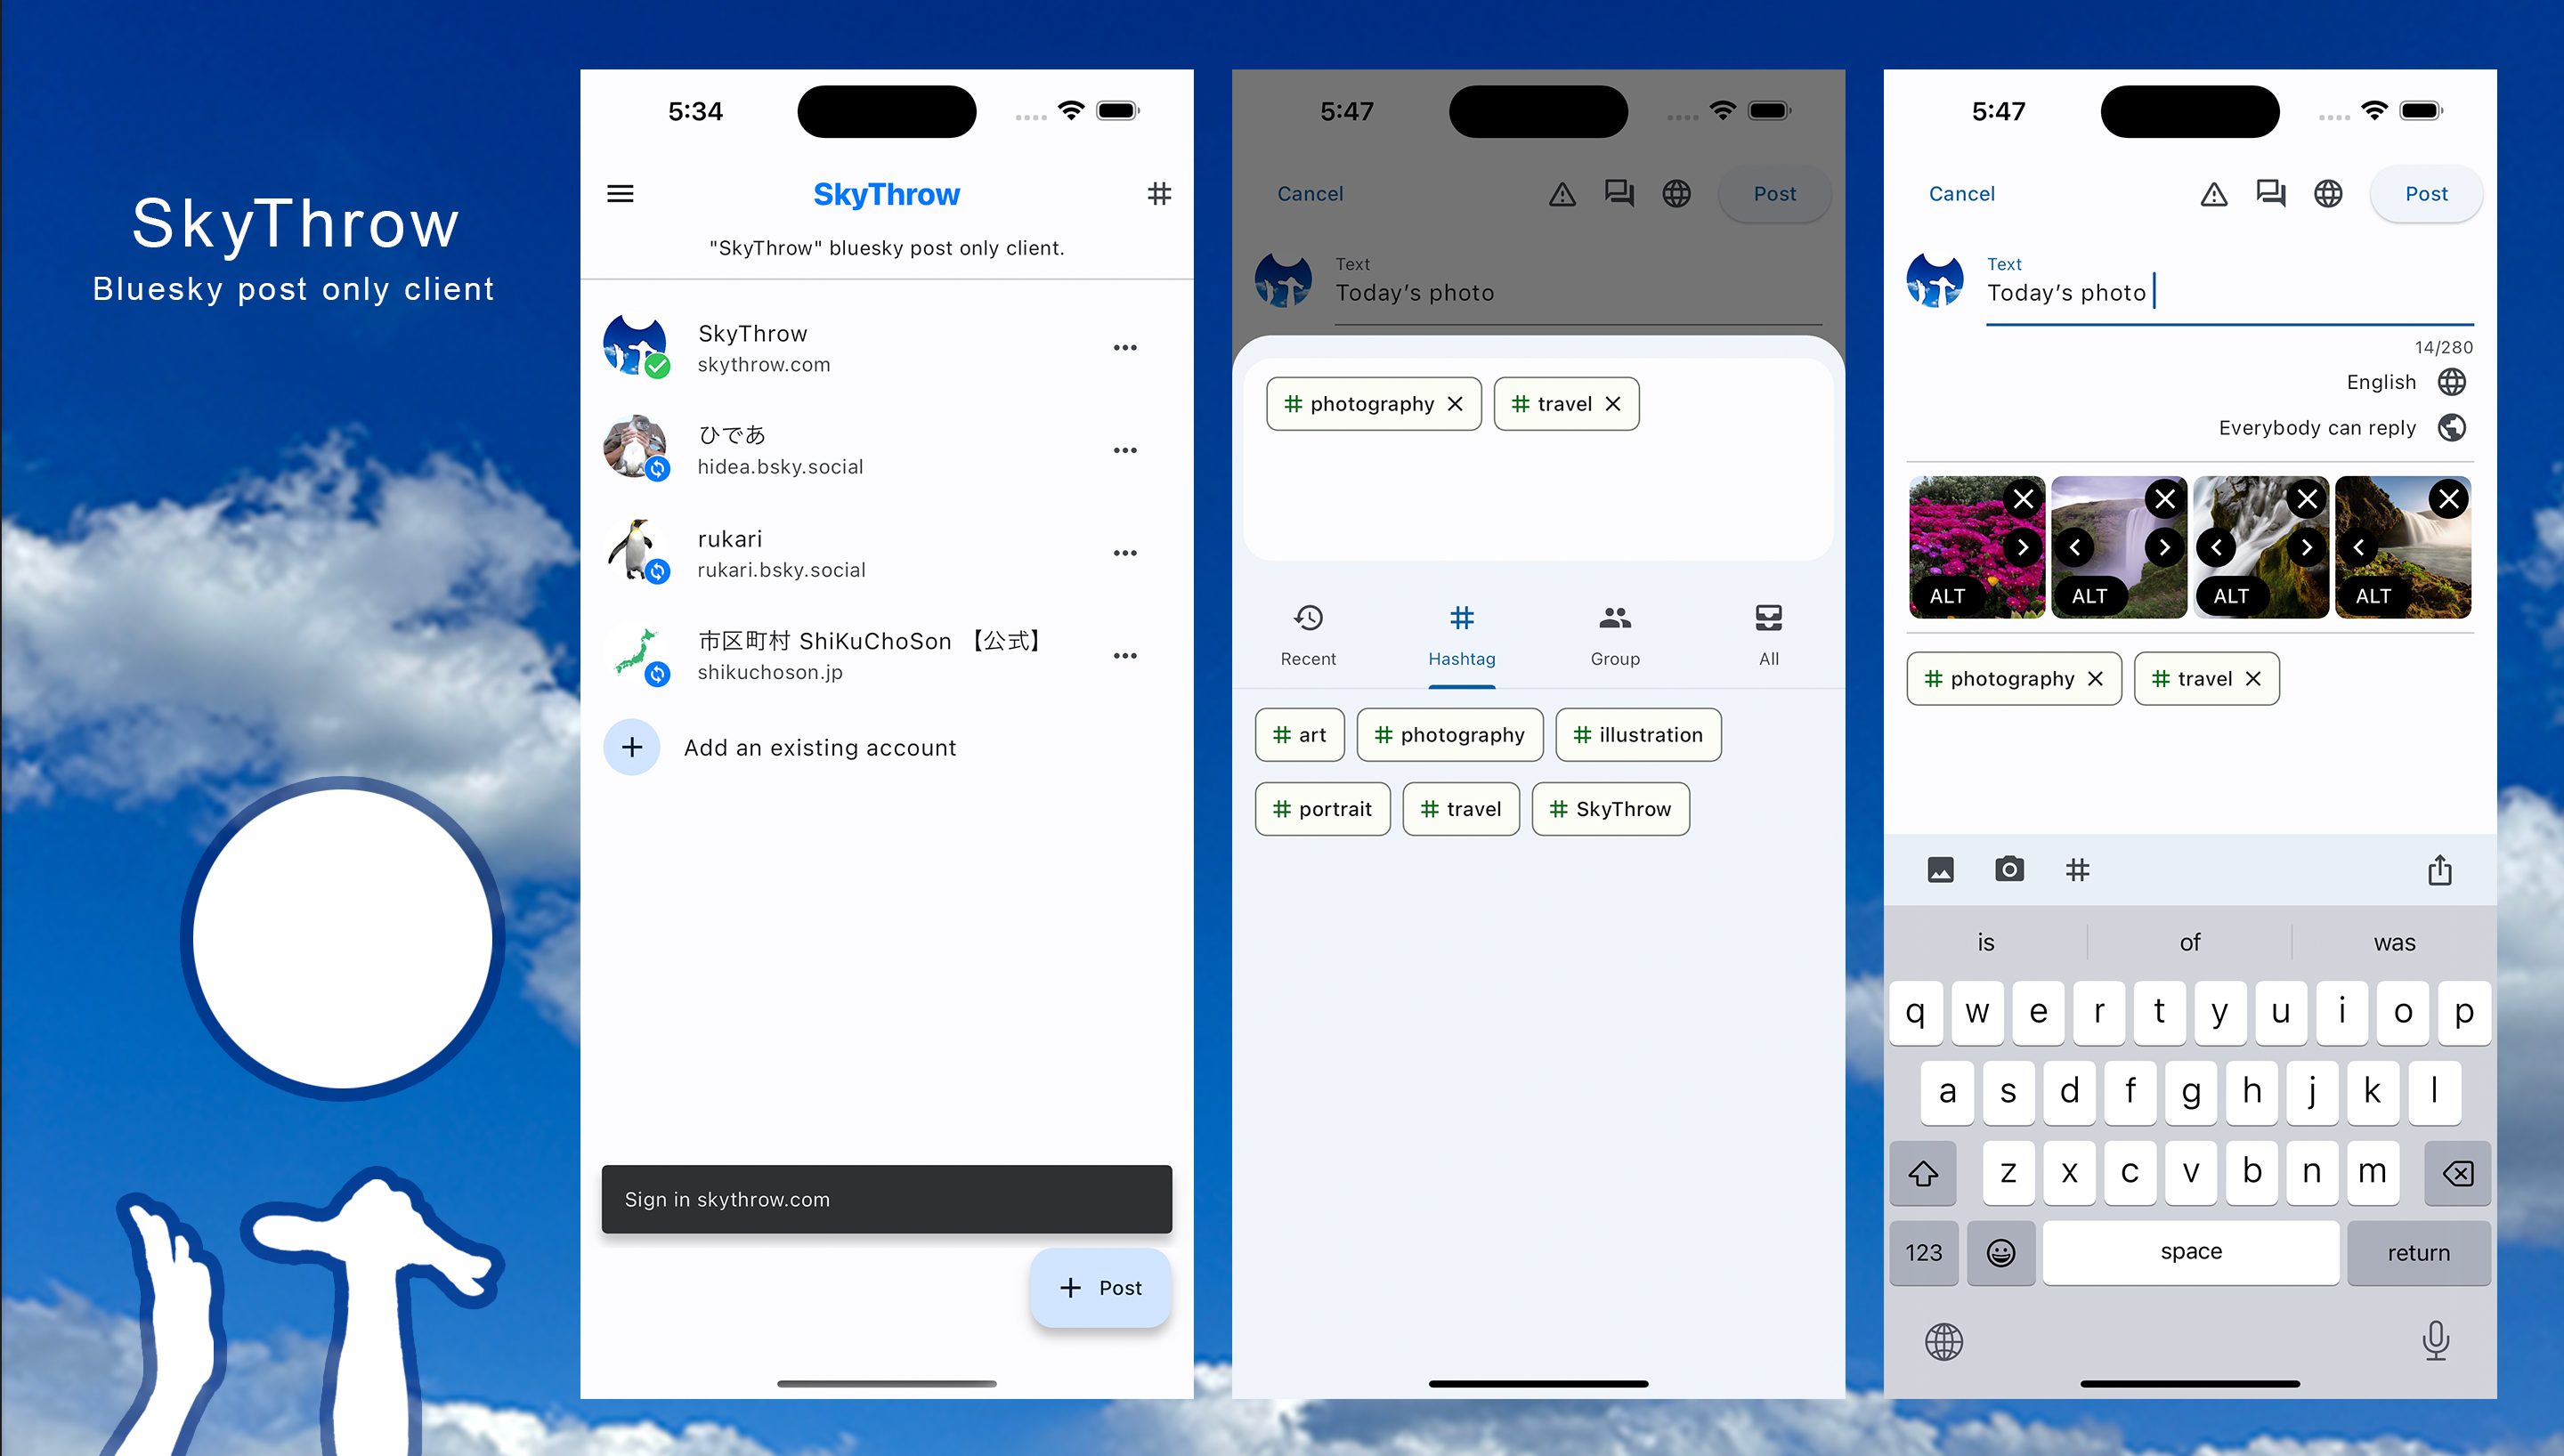 SkyThrow
Bluesky post only client
5:34
SkyThrow
"SkyThrow" bluesky post only client.
SkyThrow
skythrow.com
ひであ
hidea.bsky.social
rukari
rukari.bsky.social
市区町村 ShiKuChoSon 【公式】
shikuchoson.jp
Add an existing account
Sign in skythrow.com
+ Post
5:47
Cancel
Post
Text
Today’s photo
# photography
# travel
Recent
Hashtag
Group
All
# art # photography # illustration
# portrait # travel # SkyThrow
5:47
Cancel
Post
Text
Today’s photo
14/280
English
Everybody can reply
ALT ALT ALT ALT
# photography
# travel
is of was
q w e r t y u i o p
a s d f g h j k l
z x c v b n m
123 space return